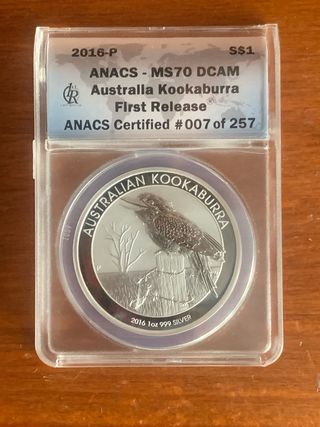 2016-P S$1
ANACS - MS70 DCAM
Australia Kookaburra
First Release
ANACS Certified #007 of 257
AUSTRALIAN KOOKABURRA
2016 1oz 999 SILVER